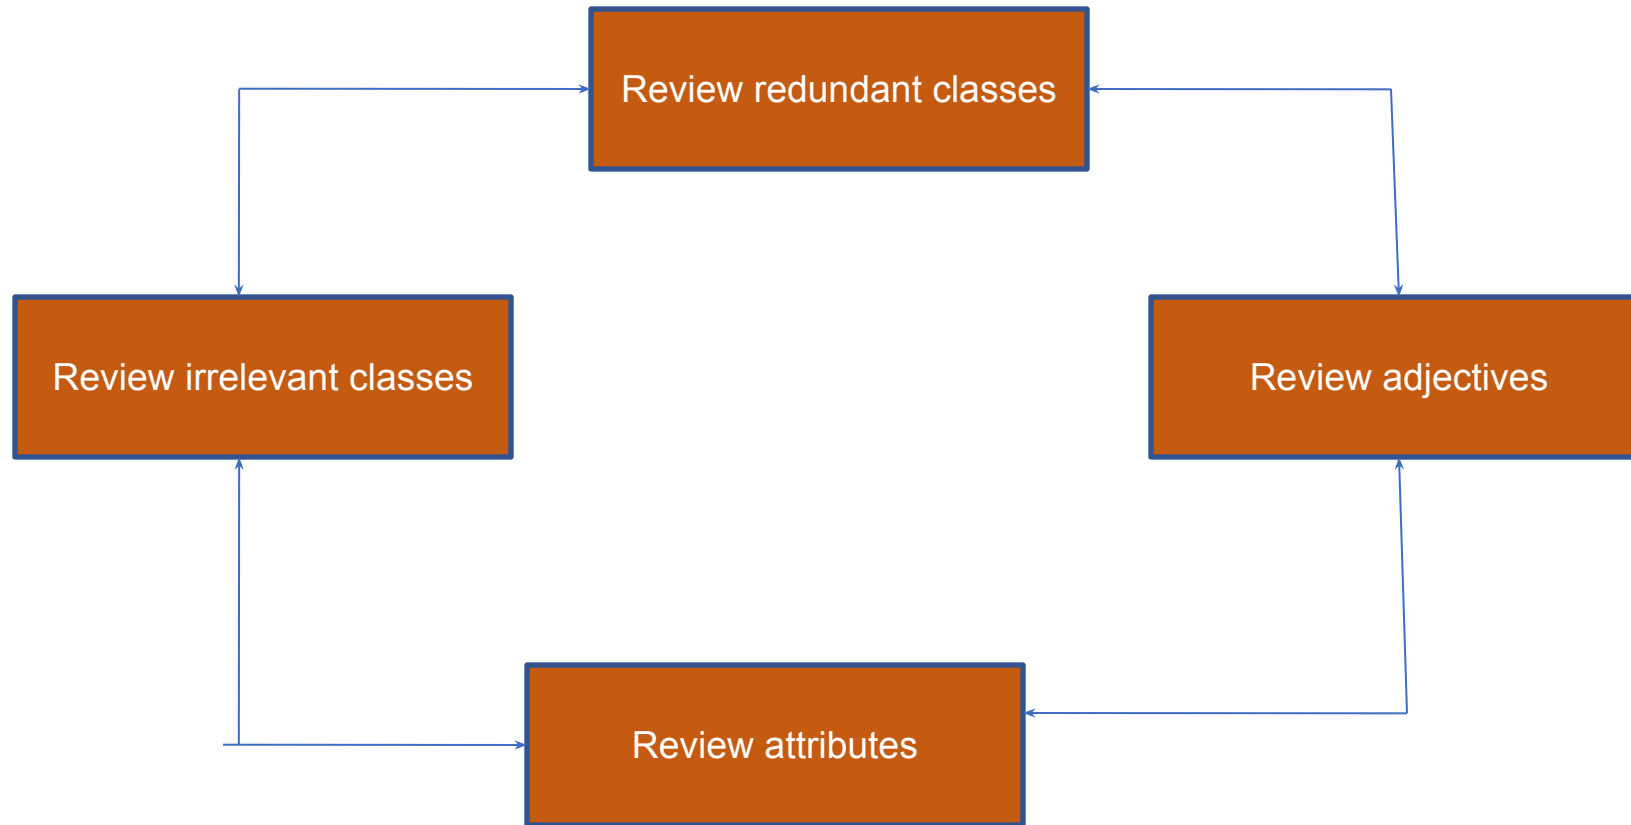 Review redundant classes
Review irrelevant classes
Review adjectives
Review attributes